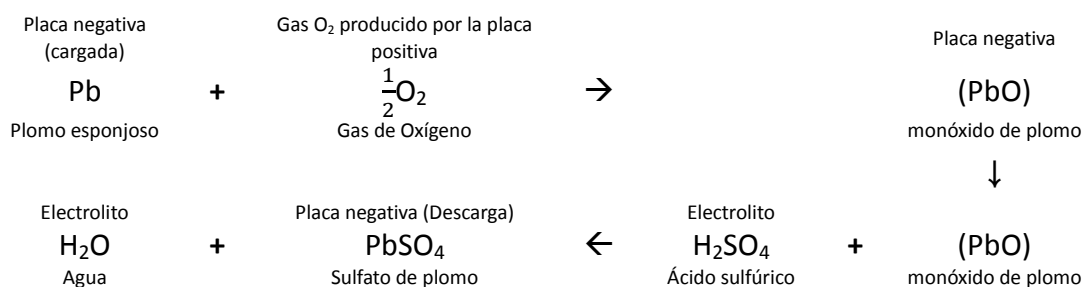 Placa negativa (cargada) Gas O₂ producido por la placa positiva Placa negativa
Pb + 1/2 O₂ → (PbO)
Plomo esponjoso Gas de Oxígeno monóxido de plomo
↓
Electrolito Placa negativa (Descarga) Electrolito
H₂O + PbSO₄ ← H₂SO₄ + (PbO)
Agua Sulfato de plomo Ácido sulfúrico monóxido de plomo